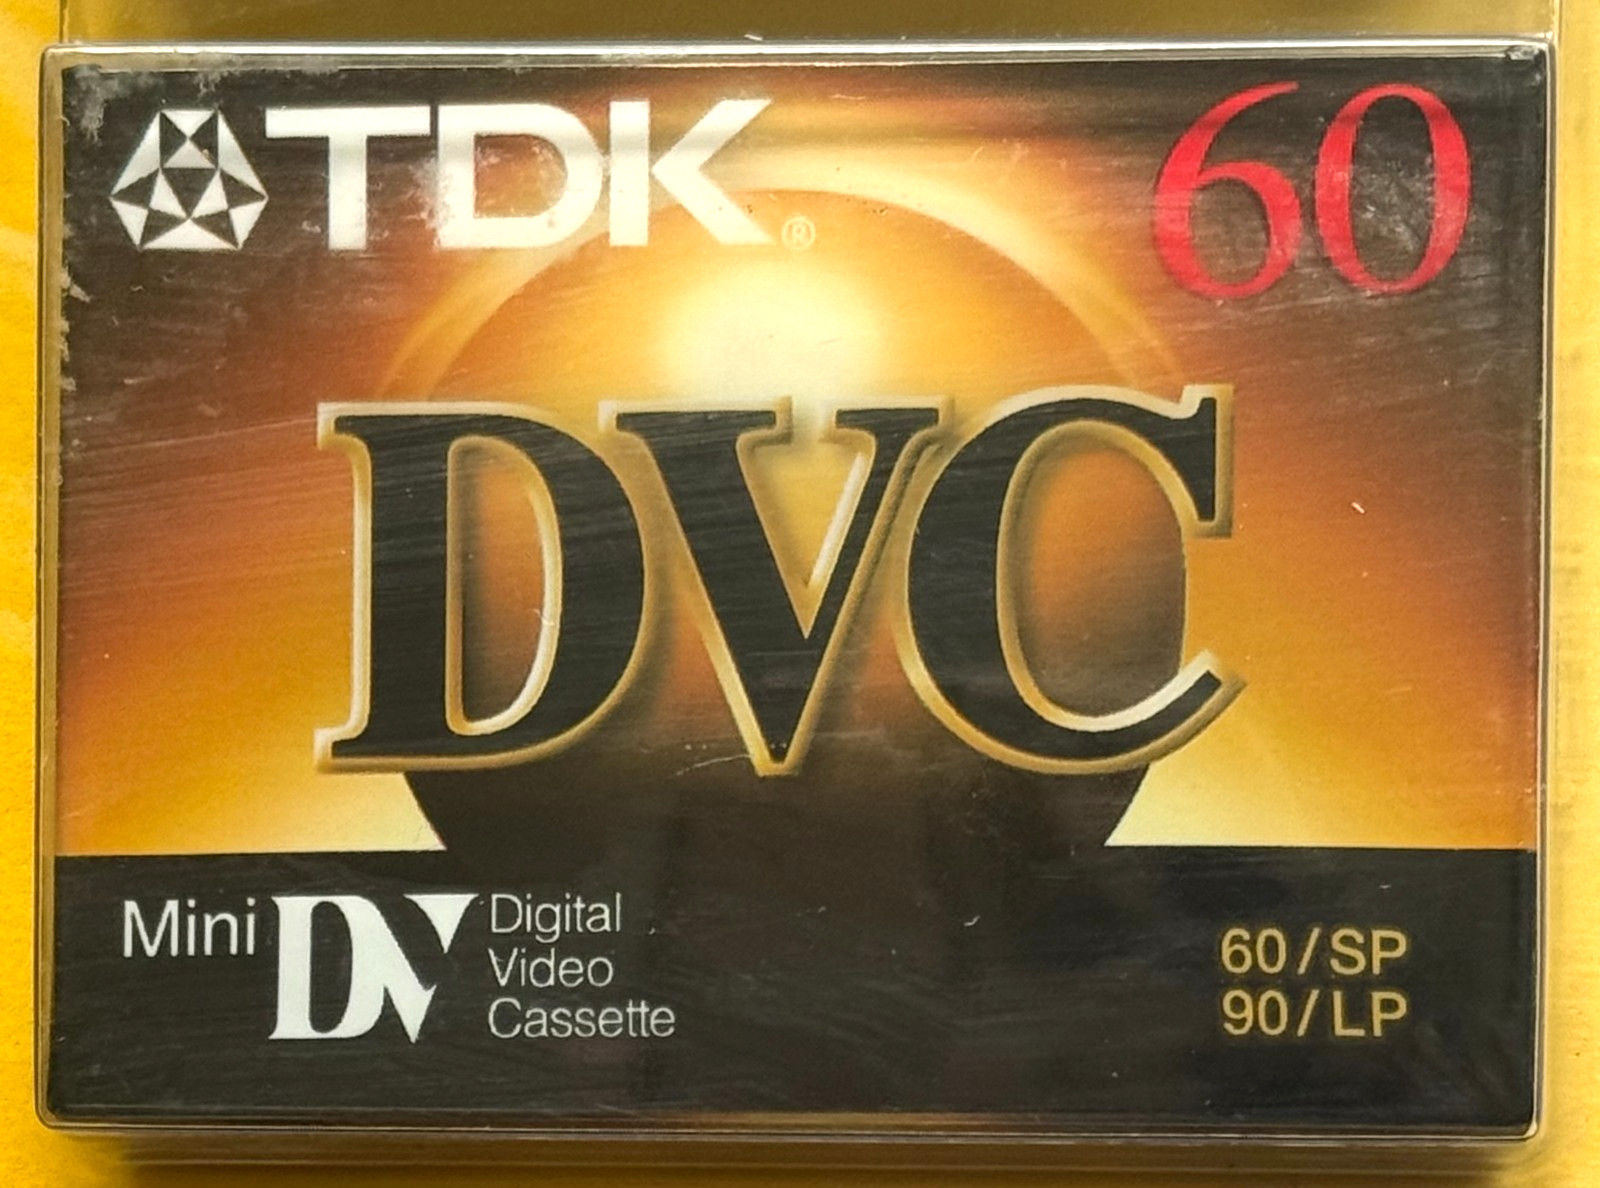 TDK®
60
DVC
Mini DV
Digital
Video
Cassette
60/SP
90/LP